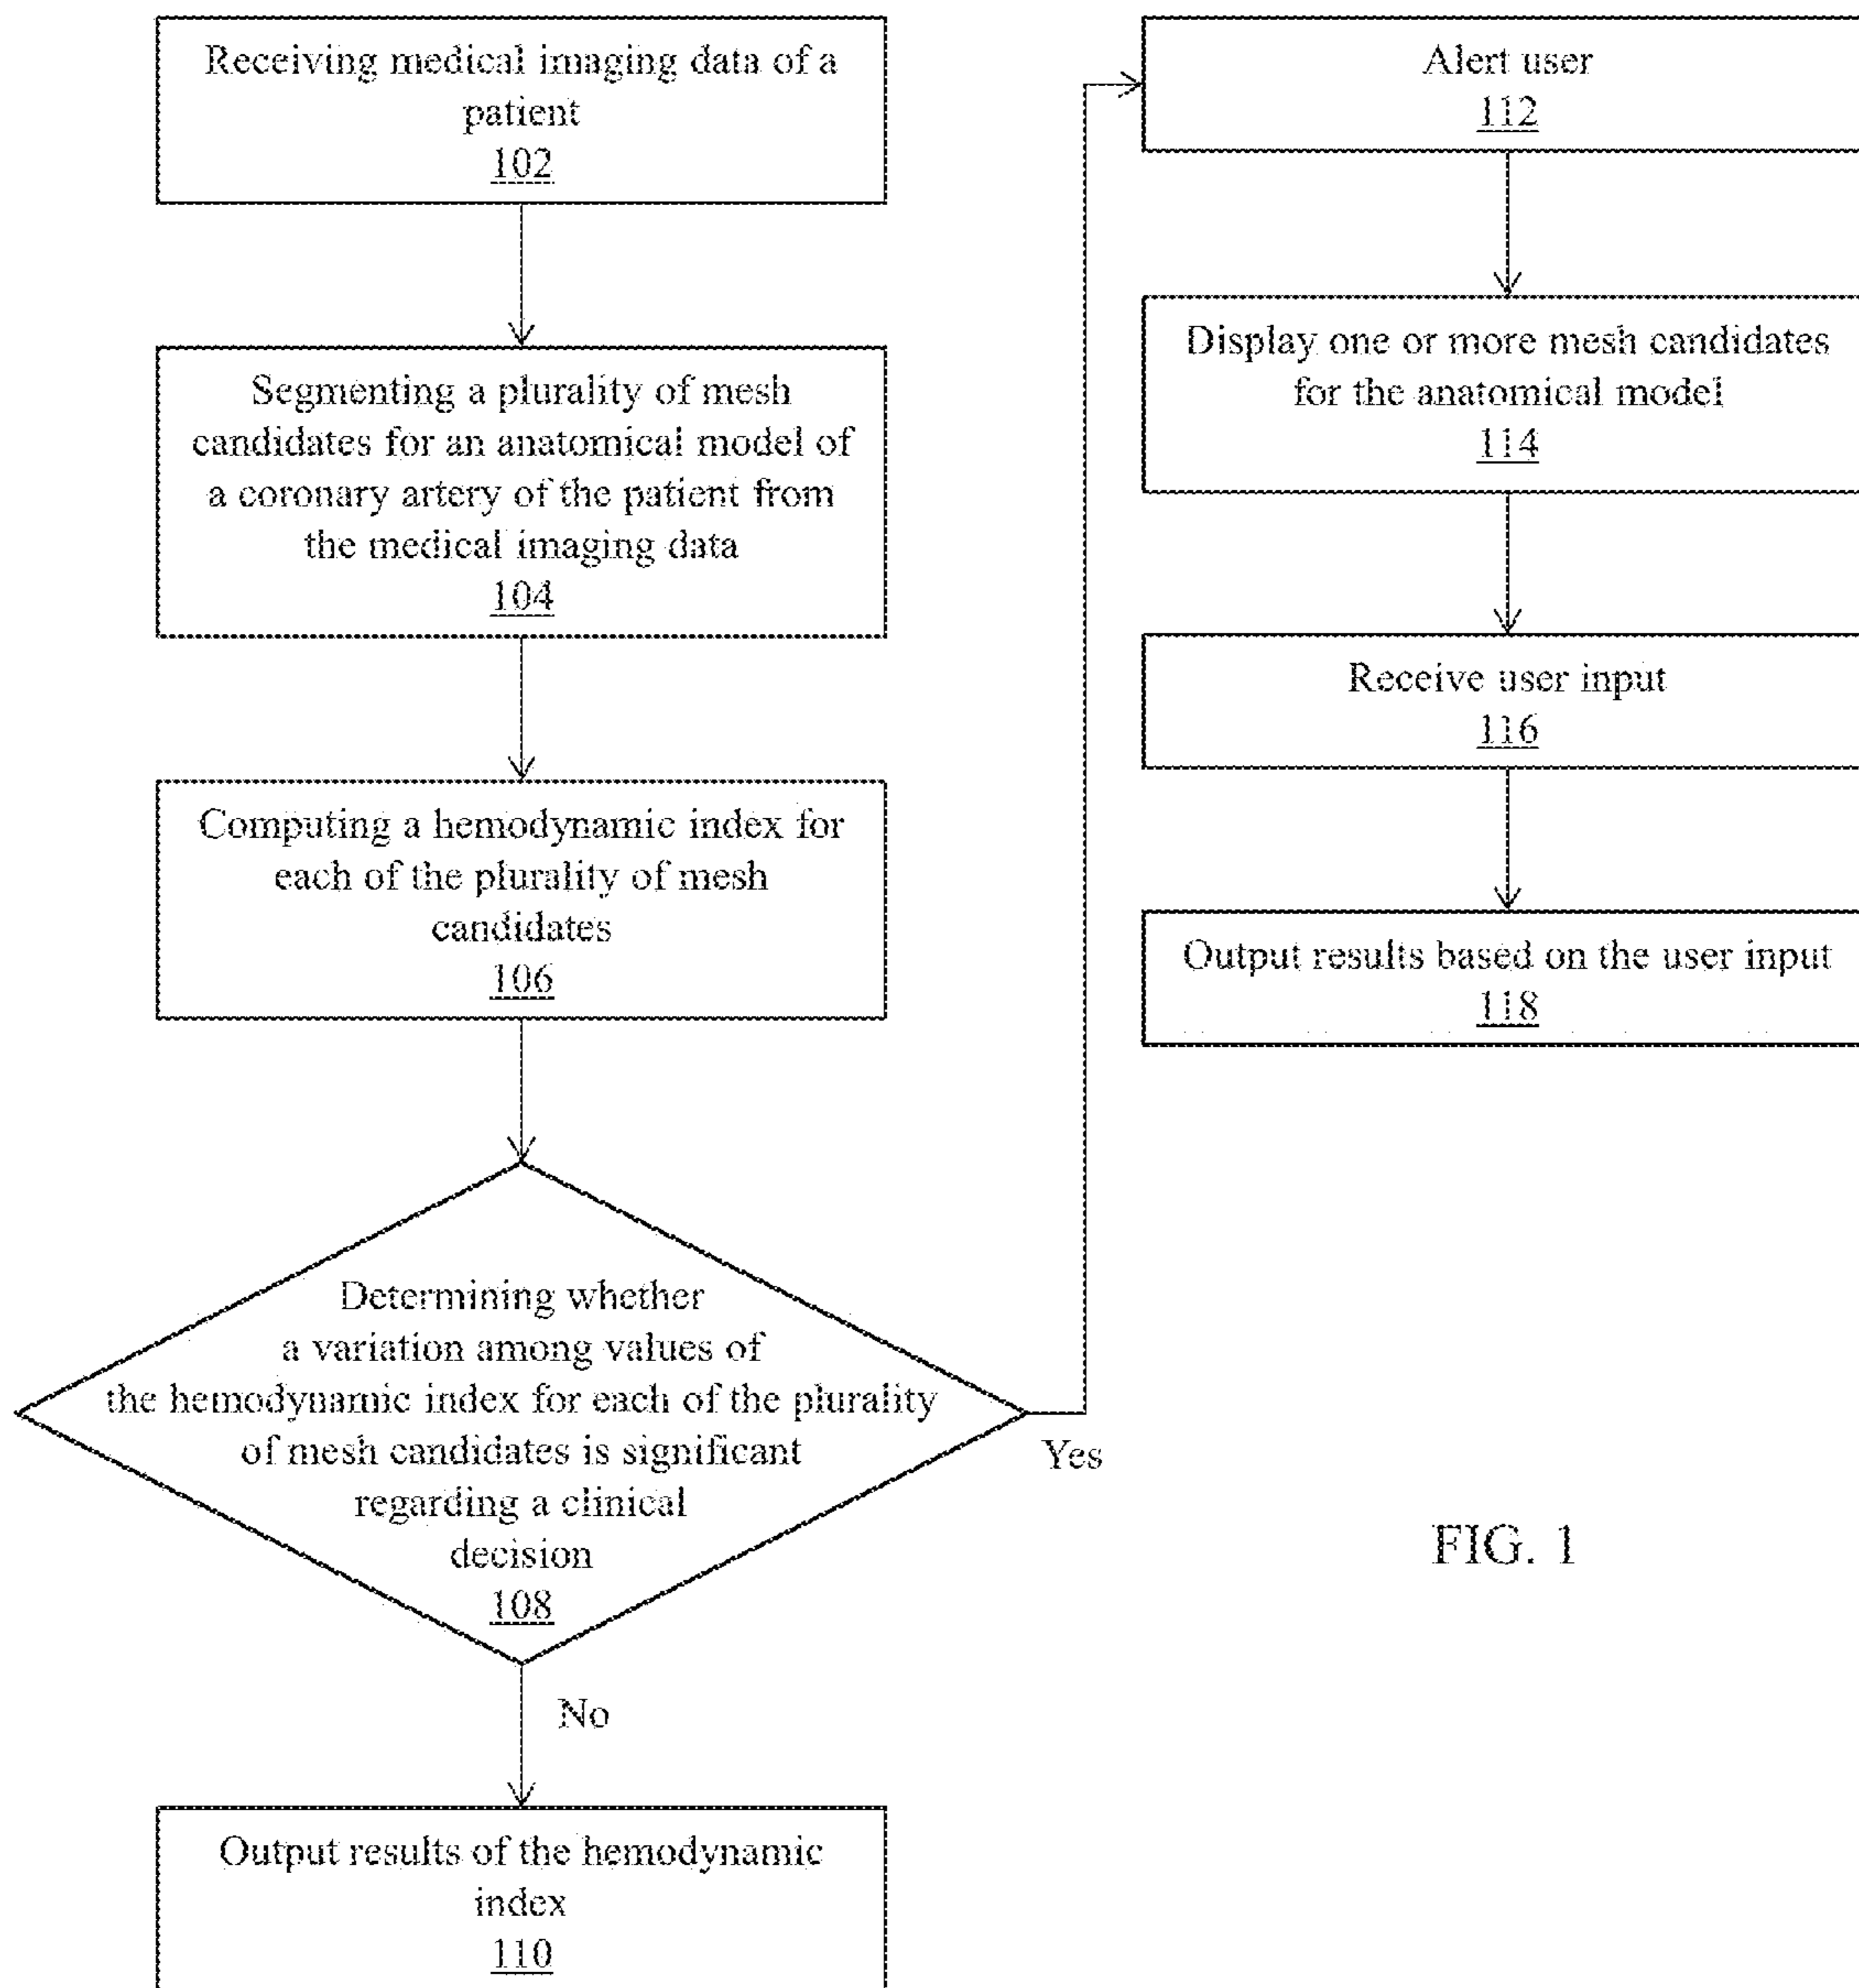 Receiving medical imaging data of a
patient
102
Segmenting a plurality of mesh
candidates for an anatomical model of
a coronary artery of the patient from
the medical imaging data
104
Computing a hemodynamic index for
each of the plurality of mesh
candidates
106
Determining whether
a variation among values of
the hemodynamic index for each of the plurality
of mesh candidates is significant
regarding a clinical
decision
108
Yes
No
Output results of the hemodynamic
index
110
Alert user
112
Display one or more mesh candidates
for the anatomical model
114
Receive user input
116
Output results based on the user input
118
FIG. 1